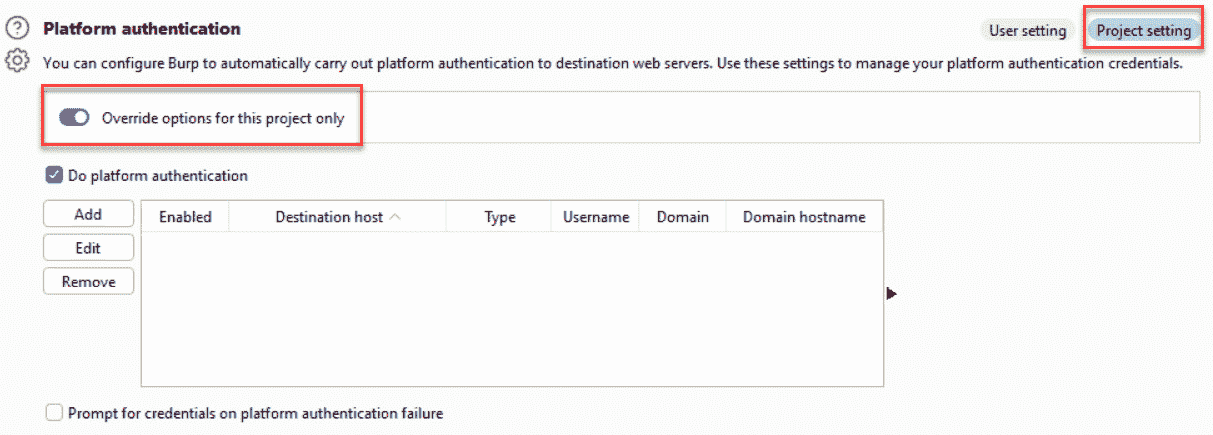 Platform authentication
User setting
Project setting
You can configure Burp to automatically carry out platform authentication to destination web servers. Use these settings to manage your platform authentication credentials.
Override options for this project only
Do platform authentication
Add
Enabled
Destination host
Type
Username
Domain
Domain hostname
Edit
Remove
Prompt for credentials on platform authentication failure